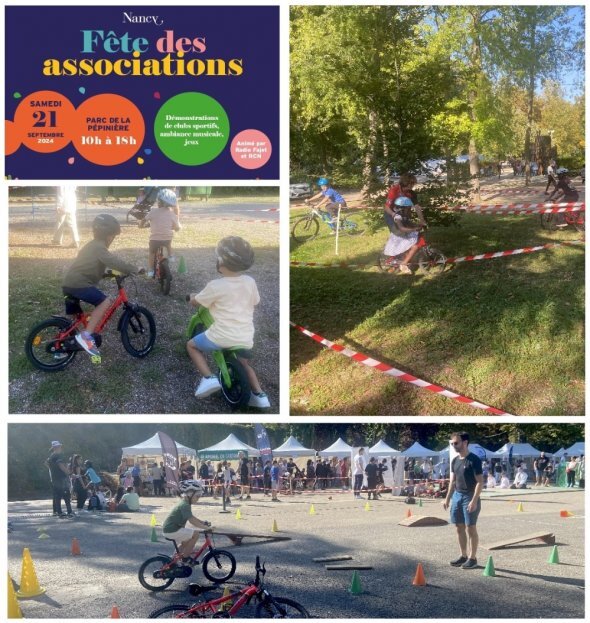 Nancy,
Fête des
associations
SAMEDI
21
SEPTEMBRE
2024
PARC DE LA
PÉPINIÈRE
10h à 18h
Démonstrations
de clubs sportifs,
ambiance musicale,
jeux
Animé par
Radio Fajet
et RCN